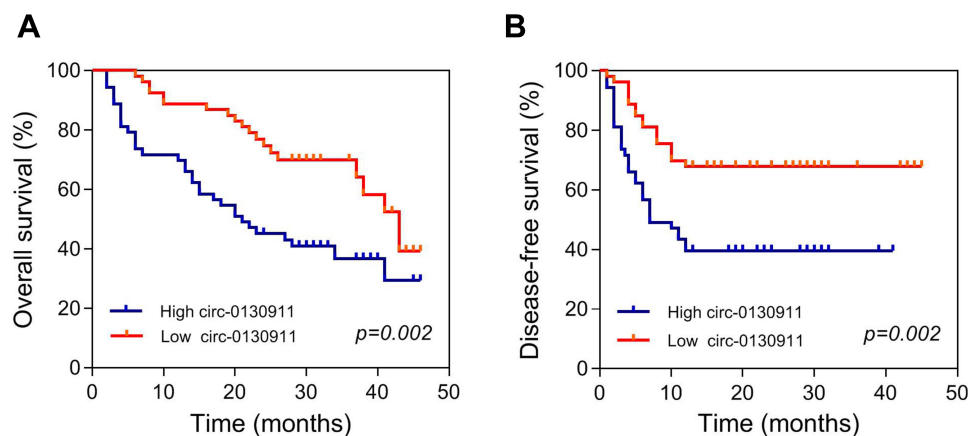 A
Overall survival (%)
100
80
60
40
20
0
High circ-0130911
Low circ-0130911
p=0.002
0 10 20 30 40 50
Time (months)
B
Disease-free survival (%)
100
80
60
40
20
0
High circ-0130911
Low circ-0130911
p=0.002
0 10 20 30 40 50
Time (months)